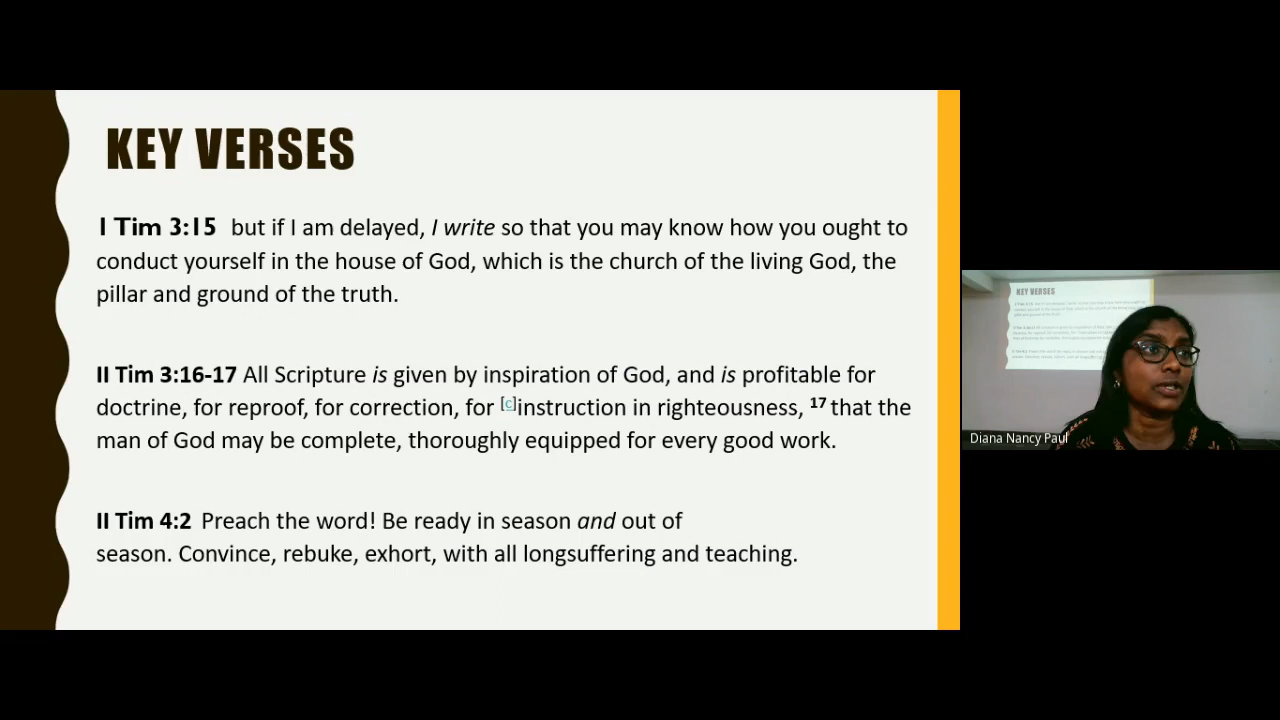 KEY VERSES
I Tim 3:15 but if I am delayed, I write so that you may know how you ought to
conduct yourself in the house of God, which is the church of the living God, the
pillar and ground of the truth.
II Tim 3:16-17 All Scripture is given by inspiration of God, and is profitable for
doctrine, for reproof, for correction, for [c]instruction in righteousness, 17 that the
man of God may be complete, thoroughly equipped for every good work.
II Tim 4:2 Preach the word! Be ready in season and out of
season. Convince, rebuke, exhort, with all longsuffering and teaching.
KEY VERSES
Diana Nancy Paul